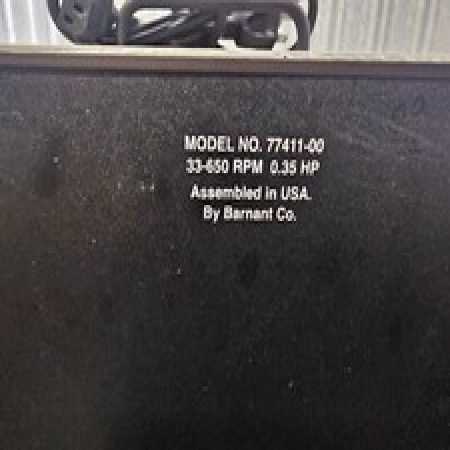 MODEL NO. 77411-00
33-650 RPM 0.35 HP
Assembled in USA.
By Barnant Co.